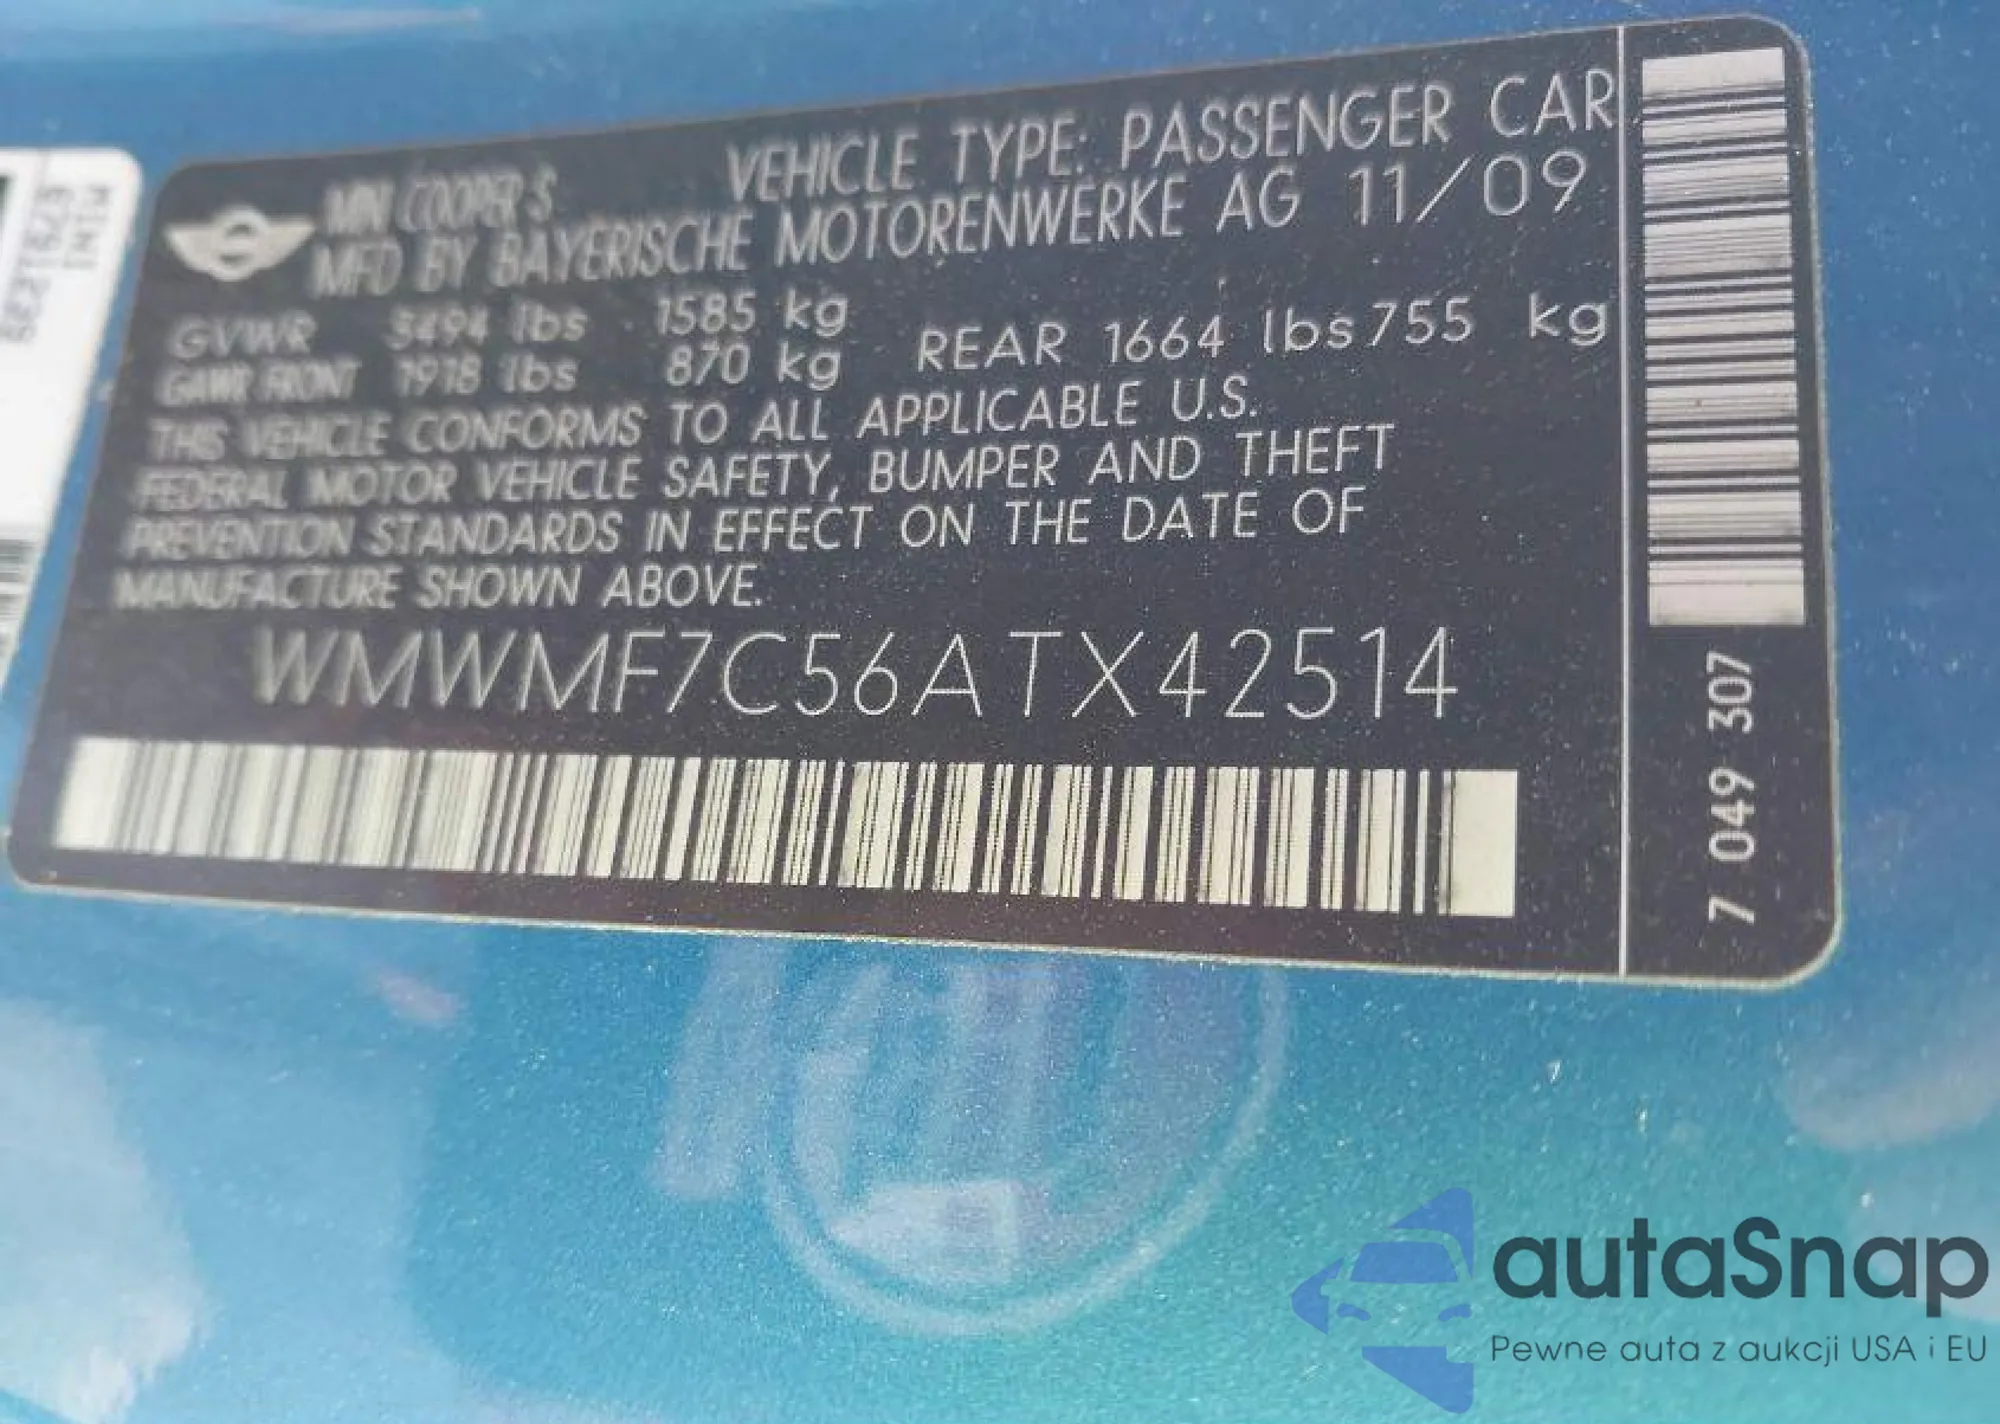 MINI COOPER S
VEHICLE TYPE: PASSENGER CAR
MFD BY BAYERISCHE MOTORENWERKE AG 11/09
GVWR 3494 lbs 1585 kg
GAWR FRONT 1918 lbs 870 kg REAR 1664 lbs 755 kg
THIS VEHICLE CONFORMS TO ALL APPLICABLE U.S.
FEDERAL MOTOR VEHICLE SAFETY, BUMPER AND THEFT
PREVENTION STANDARDS IN EFFECT ON THE DATE OF
MANUFACTURE SHOWN ABOVE.
WMWMF7C56ATX42514
7 049 307
MINI
autaSnap
Pewne auta z aukcji USA i EU